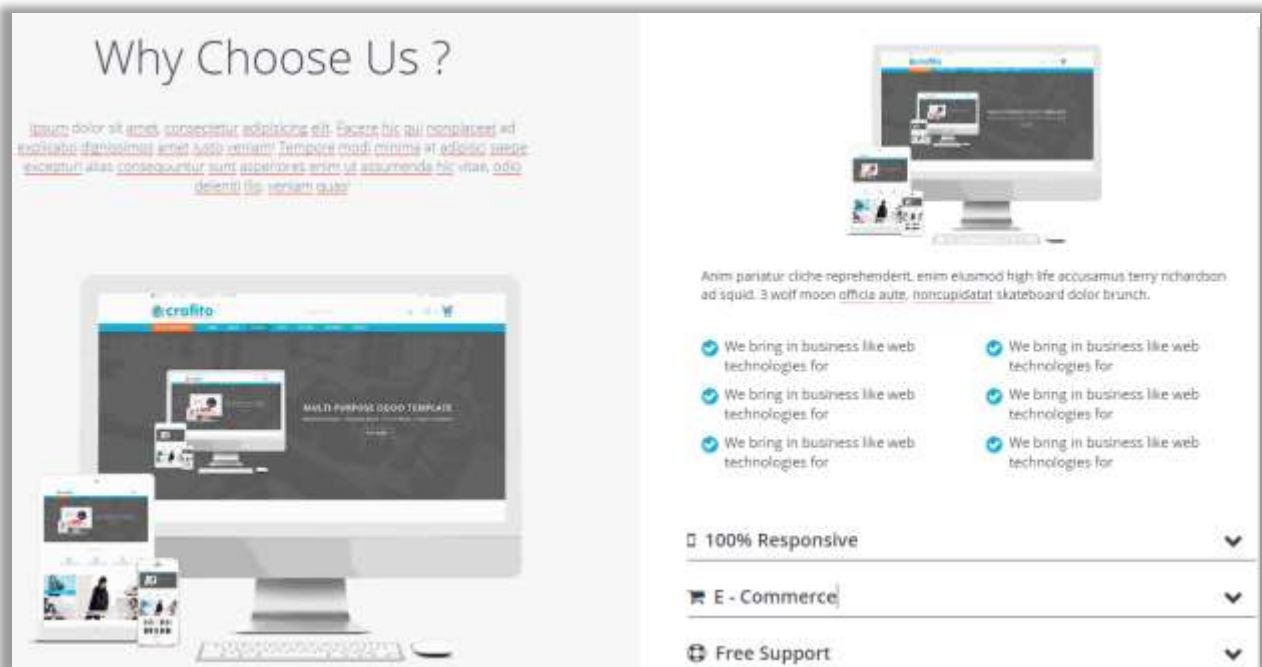 Why Choose Us ?
Ipsum dolor sit amet, consectetur adipisicing elit. Facere hic qui nonplaceat ad
explicabo dignissimos amet iusto veniam! Tempore modi minima at adipisci saepe
excepturi alias consequuntur sunt asperiores enim ut assumenda hic vitae, odio
deleniti illo, veniam quas!
crafito
MULTI-PURPOSE ODOO TEMPLATE
crafito
Anim pariatur cliche reprehenderit, enim eiusmod high life accusamus terry richardson
ad squid. 3 wolf moon officia aute, noncupidatat skateboard dolor brunch.
We bring in business like web
technologies for
We bring in business like web
technologies for
We bring in business like web
technologies for
We bring in business like web
technologies for
We bring in business like web
technologies for
We bring in business like web
technologies for
100% Responsive
E - Commerce
Free Support